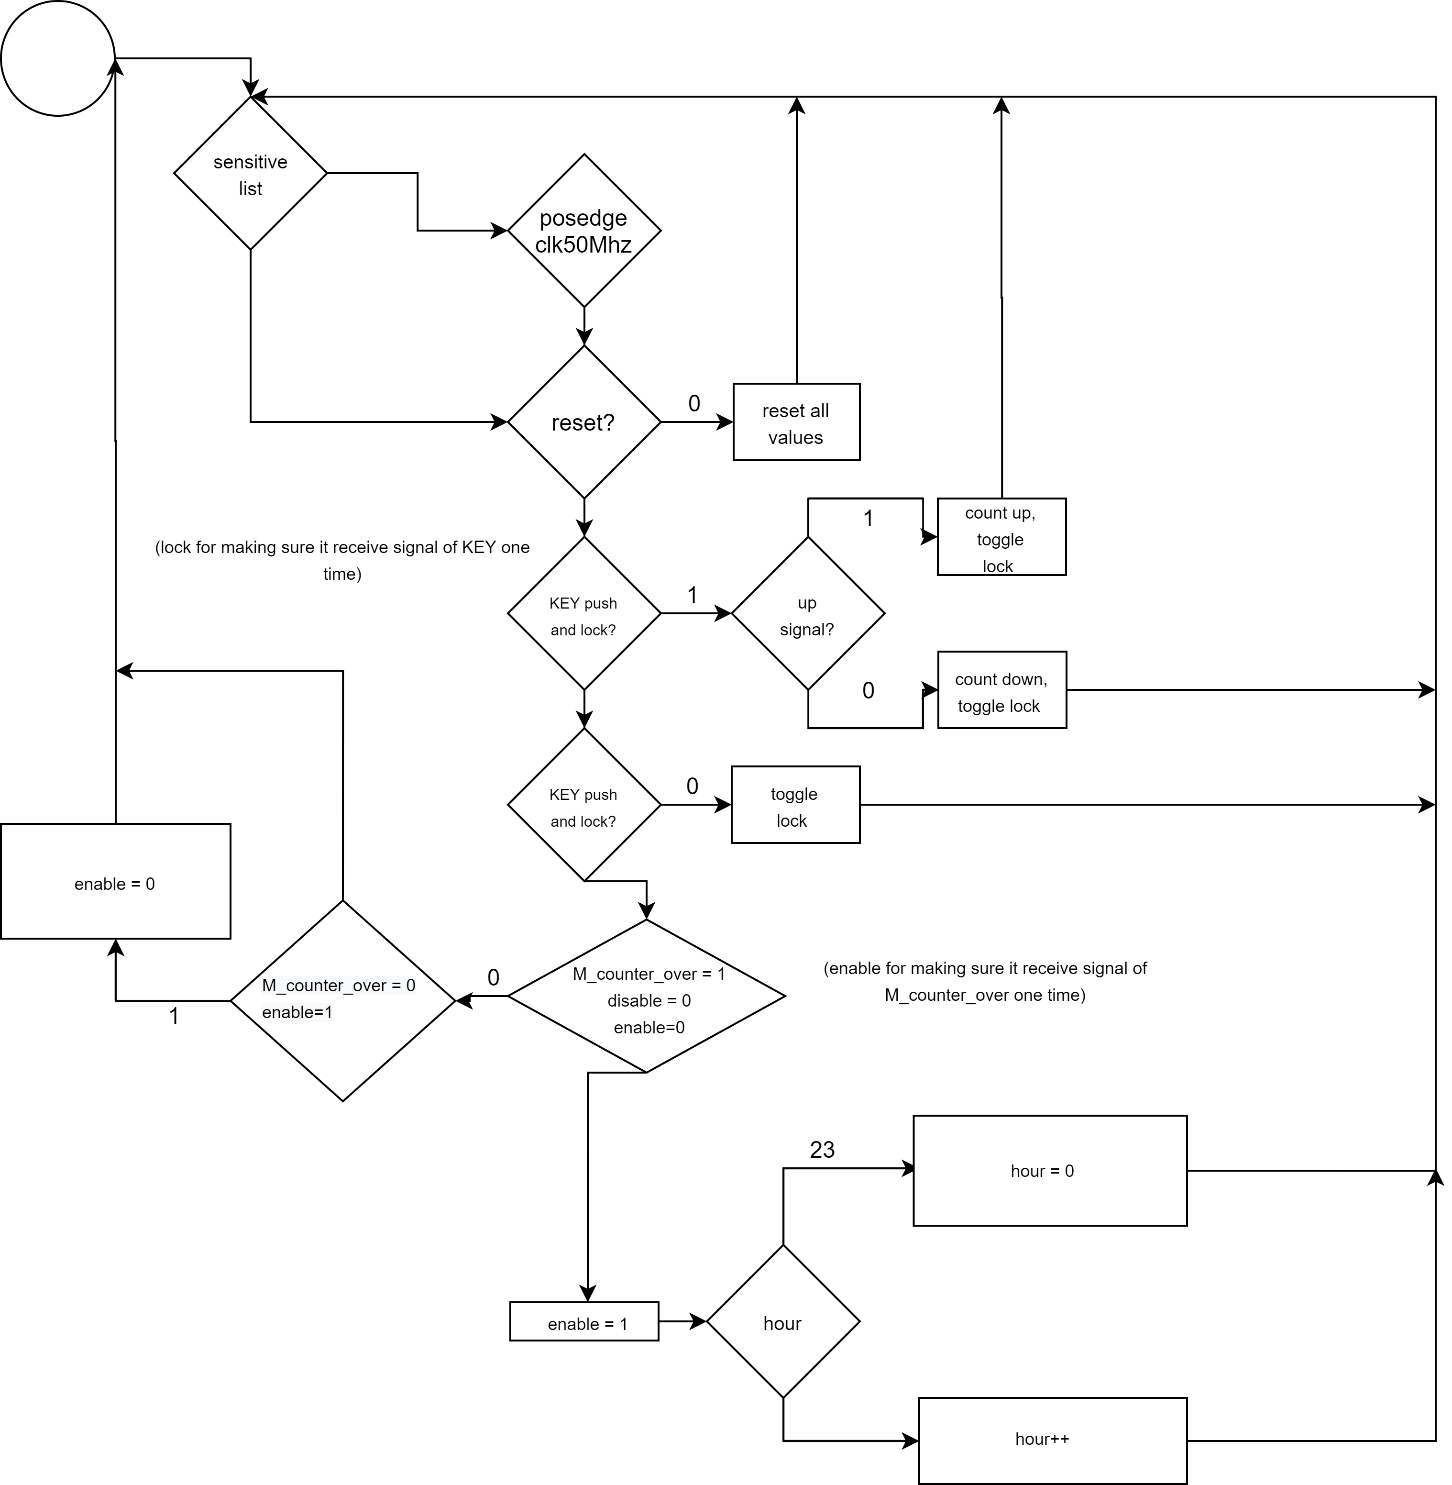 sensitive
list
posedge
clk50Mhz
reset?
0
reset all
values
(lock for making sure it receive signal of KEY one
time)
KEY push
and lock?
1
up
signal?
1
count up,
toggle
lock
0
count down,
toggle lock
KEY push
and lock?
0
toggle
lock
enable = 0
M_counter_over = 0
enable=1
1
0
M_counter_over = 1
disable = 0
enable=0
(enable for making sure it receive signal of
M_counter_over one time)
23
hour = 0
enable = 1
hour
hour++